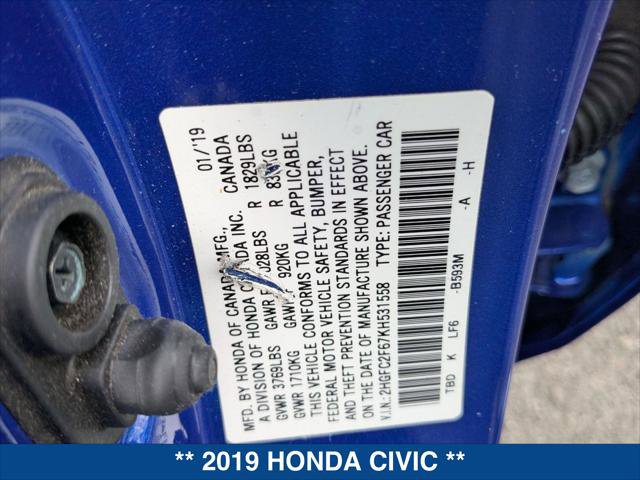 MFD. BY HONDA OF CANADA MFG., 01/'19
A DIVISION OF HONDA CANADA INC. CANADA
GVWR 3769LBS GAWR F 028LBS R 1829LBS
GVWR 1710KG GAWR 920KG R KG
THIS VEHICLE CONFORMS TO ALL APPLICABLE
FEDERAL MOTOR VEHICLE SAFETY, BUMPER,
AND THEFT PREVENTION STANDARDS IN EFFECT
ON THE DATE OF MANUFACTURE SHOWN ABOVE.
V.I.N.: 2HGFC2F67KH531558 TYPE: PASSENGER CAR
TBD K LF6 -B593M -A -H
** 2019 HONDA CIVIC **